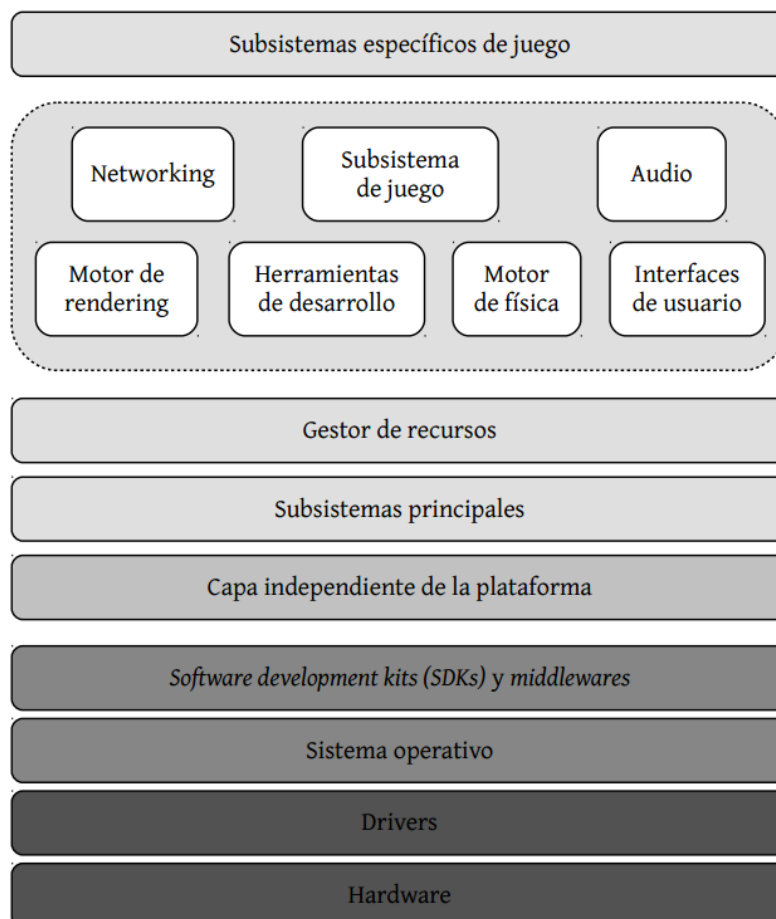 Subsistemas específicos de juego
Networking
Subsistema
de juego
Audio
Motor de
rendering
Herramientas
de desarrollo
Motor
de física
Interfaces
de usuario
Gestor de recursos
Subsistemas principales
Capa independiente de la plataforma
Software development kits (SDKs) y middlewares
Sistema operativo
Drivers
Hardware